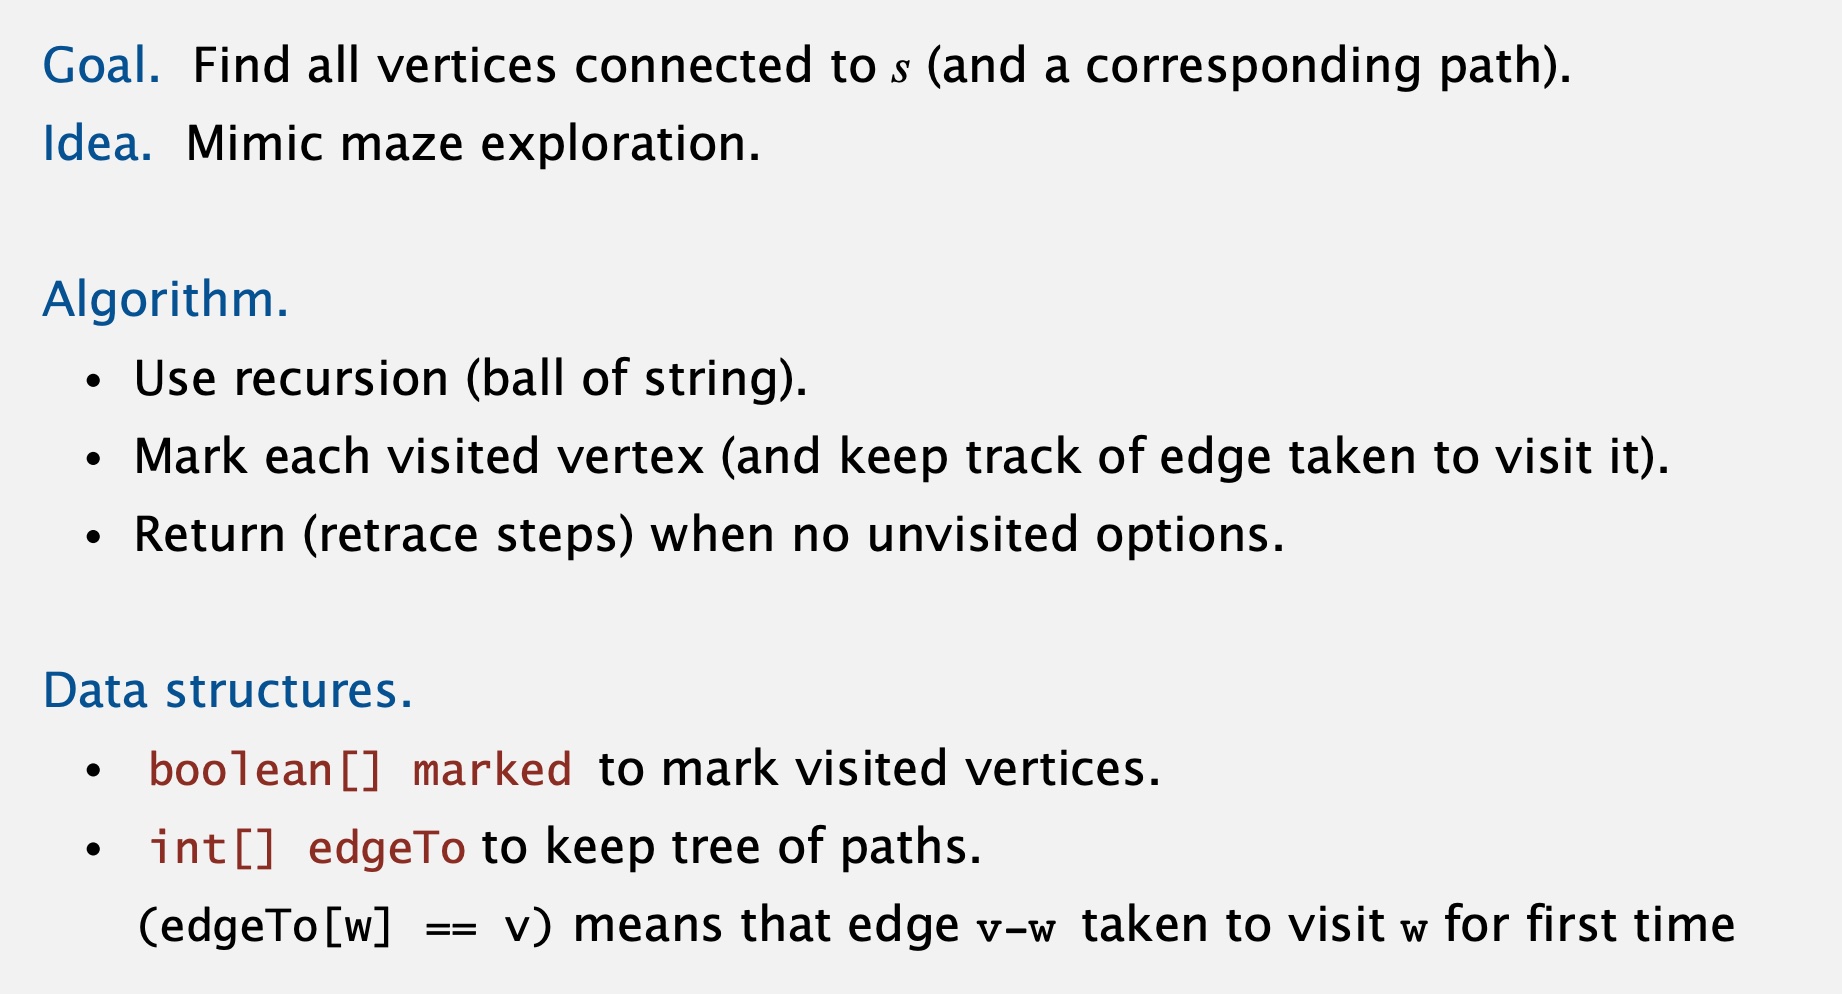 Goal. Find all vertices connected to s (and a corresponding path).
Idea. Mimic maze exploration.
Algorithm.
• Use recursion (ball of string).
• Mark each visited vertex (and keep track of edge taken to visit it).
• Return (retrace steps) when no unvisited options.
Data structures.
• boolean[] marked to mark visited vertices.
• int[] edgeTo to keep tree of paths.
(edgeTo[w] == v) means that edge v-w taken to visit w for first time